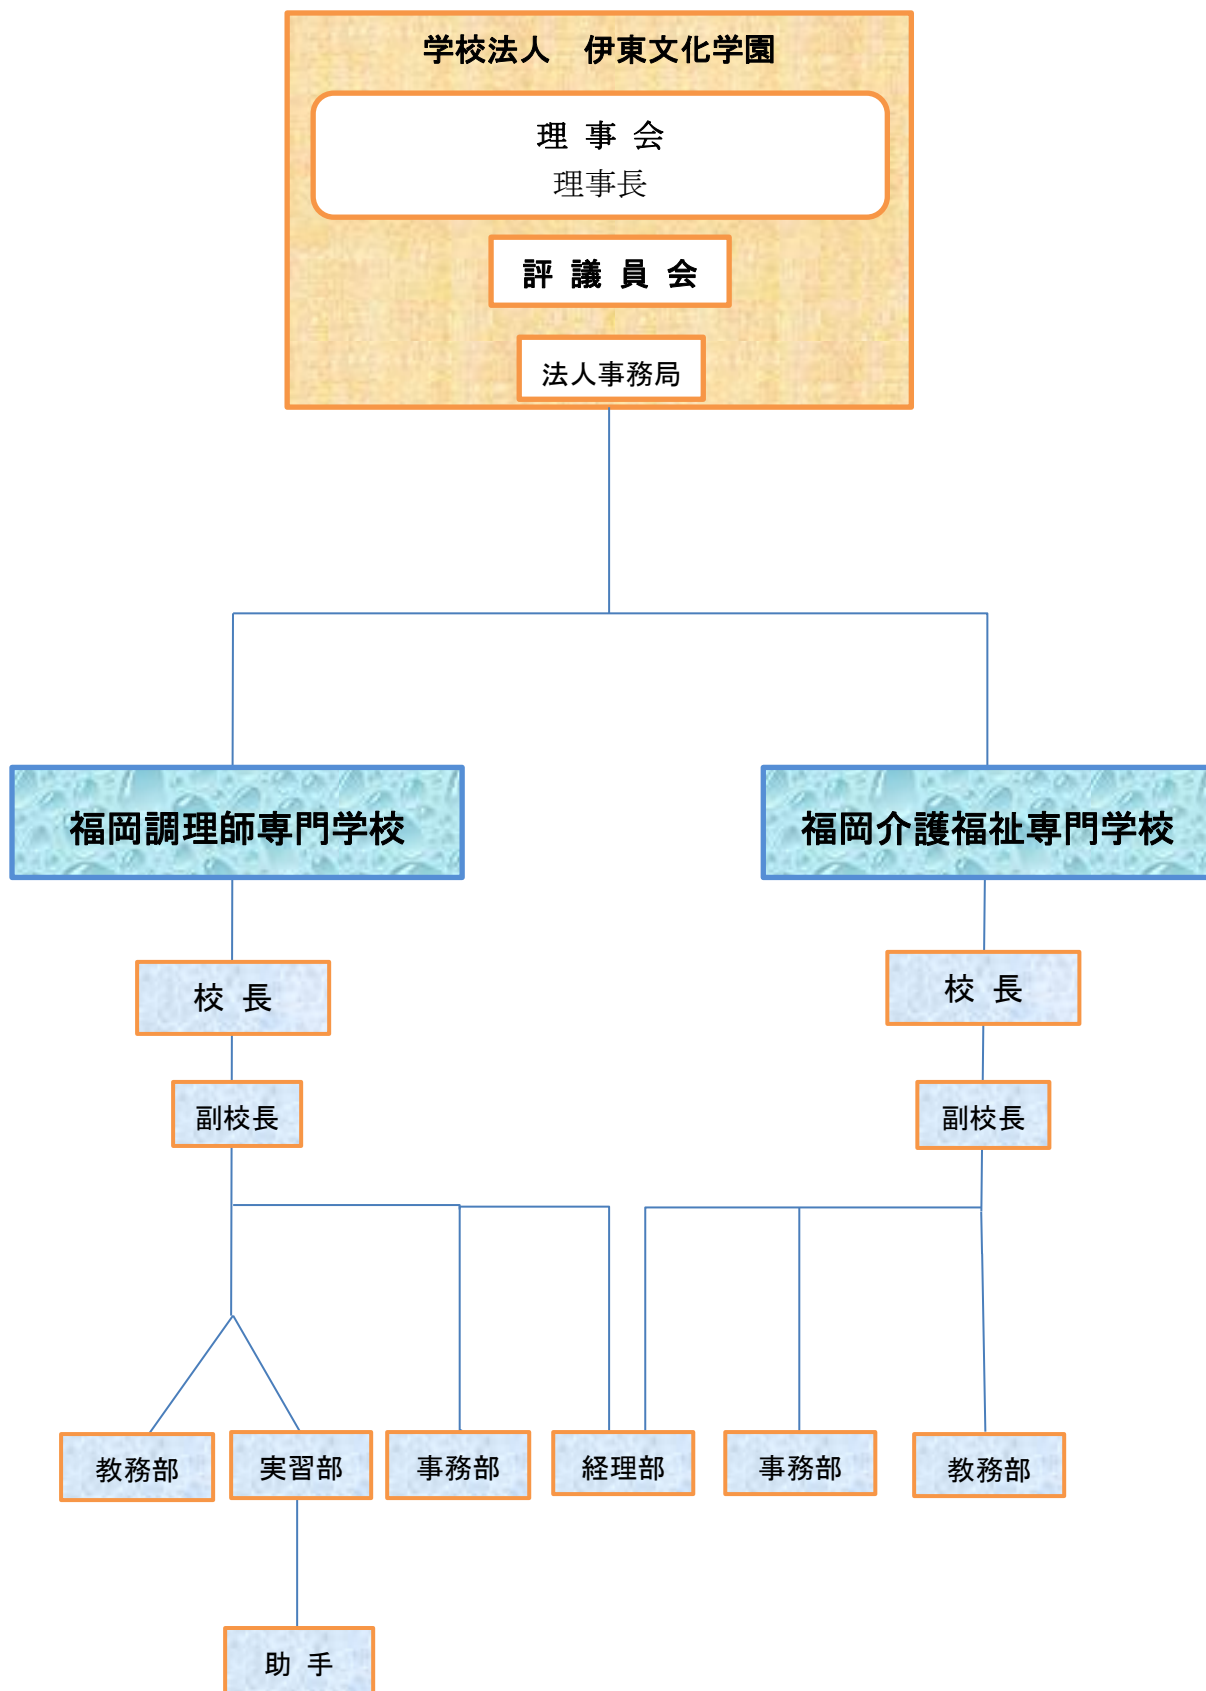 学校法人　伊東文化学園
理 事 会
理事長
評 議 員 会
法人事務局
福岡調理師専門学校
福岡介護福祉専門学校
校 長
校 長
副校長
副校長
教務部
実習部
事務部
経理部
事務部
教務部
助 手